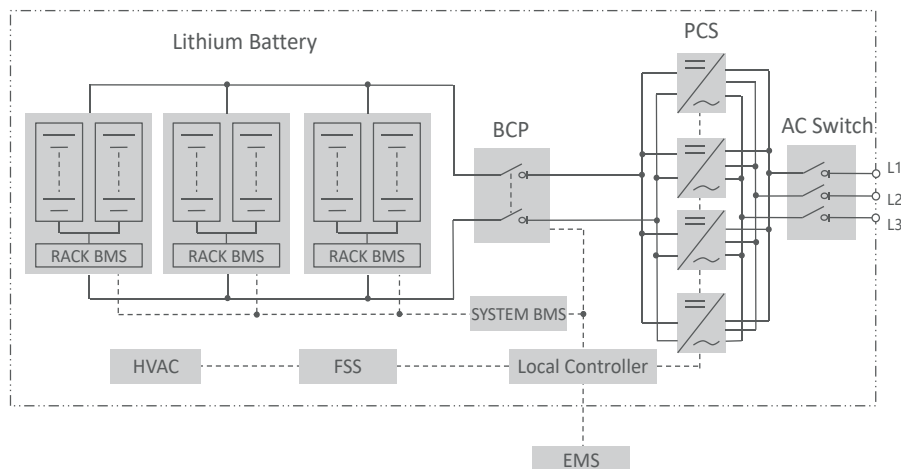 Lithium Battery
PCS
BCP
AC Switch
L1
L2
L3
RACK BMS
RACK BMS
RACK BMS
SYSTEM BMS
HVAC
FSS
Local Controller
EMS